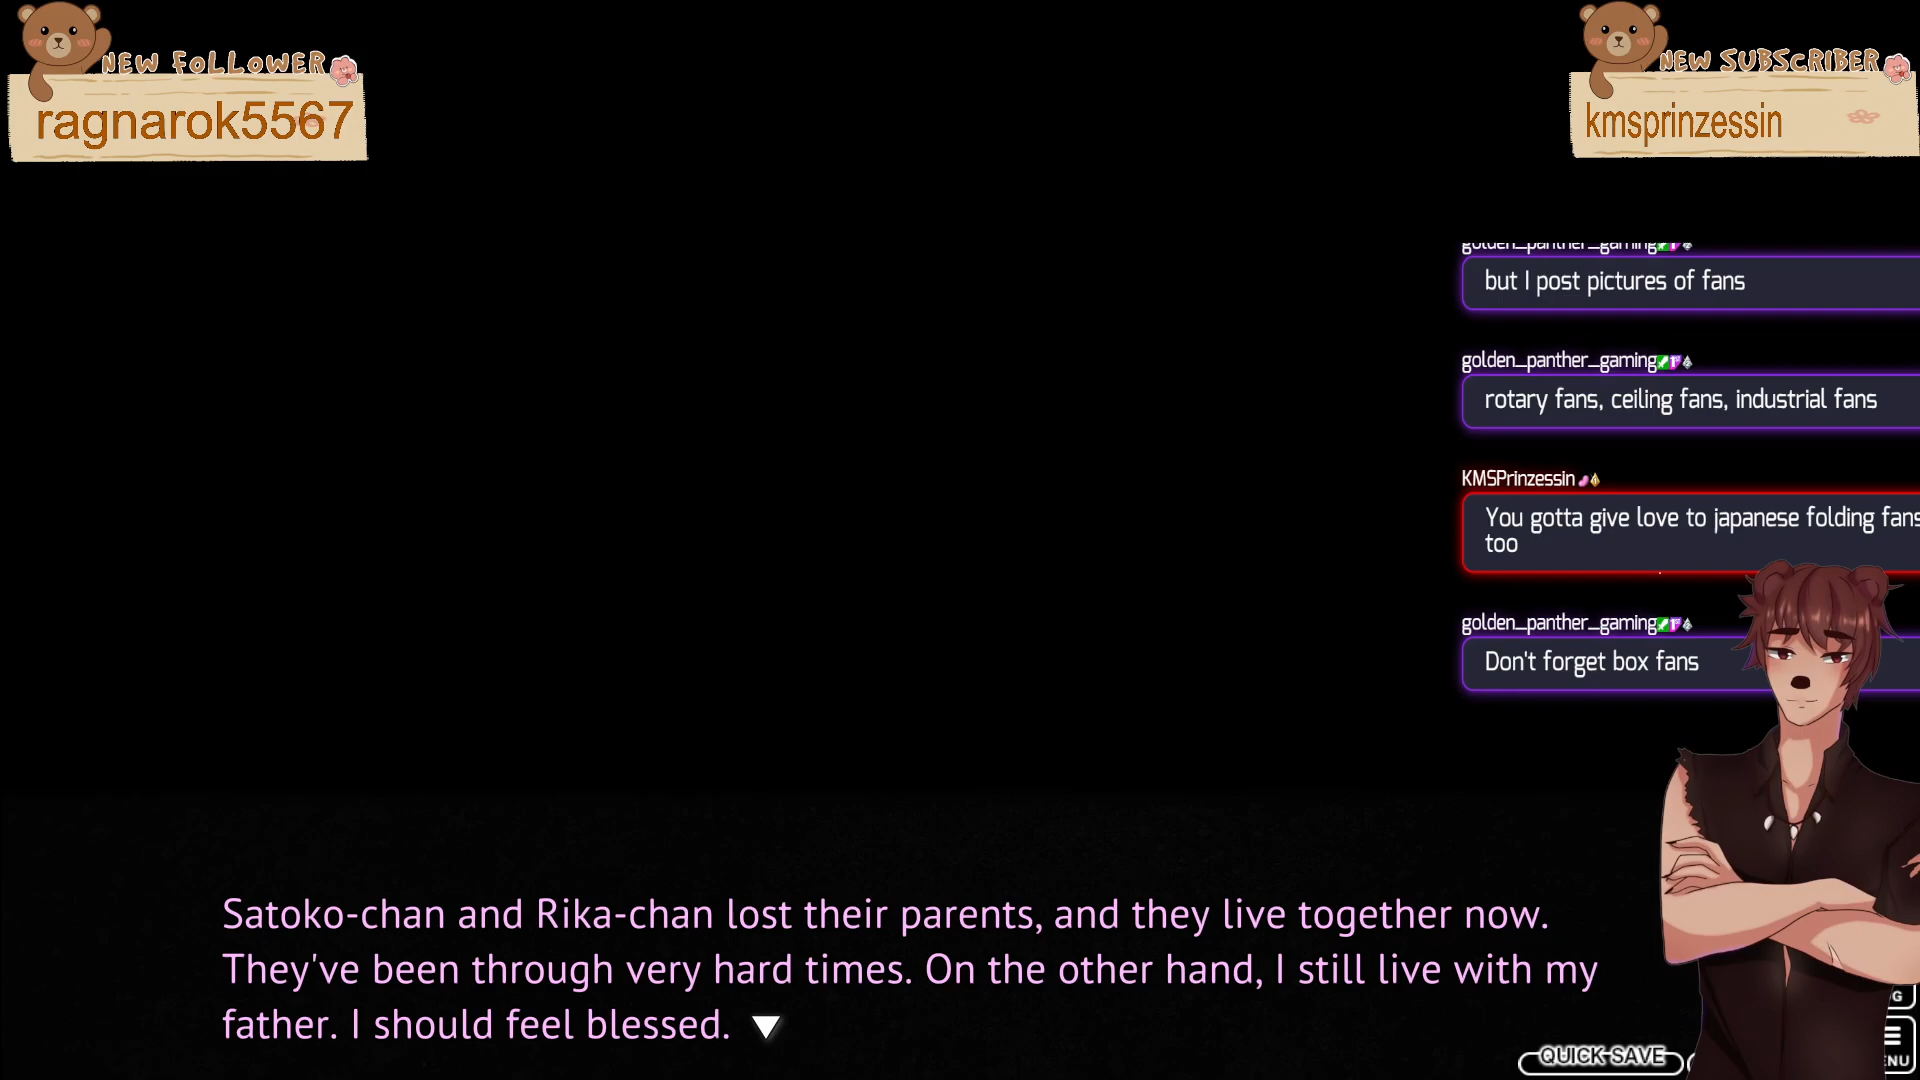 NEW FOLLOWER
ragnarok5567
NEW SUBSCRIBER
kmsprinzessin
golden_panther_gaming
but I post pictures of fans
golden_panther_gaming
rotary fans, ceiling fans, industrial fans
KMSPrinzessin
You gotta give love to japanese folding fans
too
golden_panther_gaming
Don't forget box fans
Satoko-chan and Rika-chan lost their parents, and they live together now.
They've been through very hard times. On the other hand, I still live with my
father. I should feel blessed.
QUICK SAVE